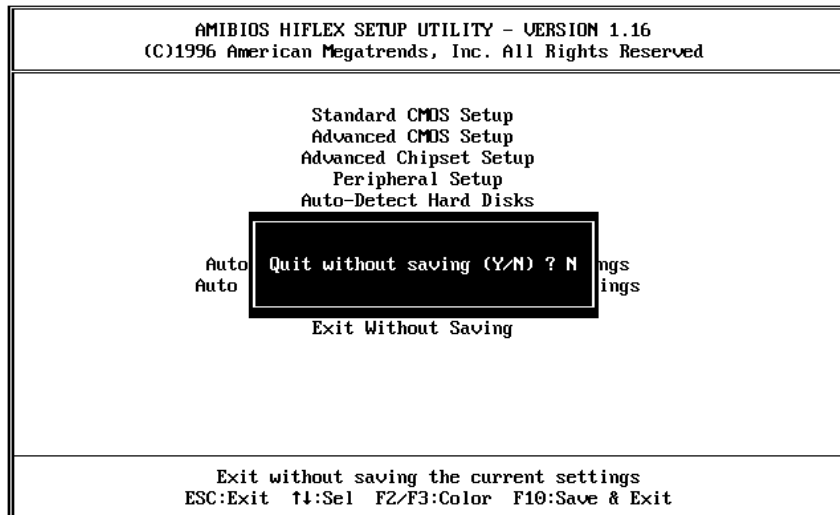 AMIBIOS HIFLEX SETUP UTILITY - VERSION 1.16
(C)1996 American Megatrends, Inc. All Rights Reserved
Standard CMOS Setup
Advanced CMOS Setup
Advanced Chipset Setup
Peripheral Setup
Auto-Detect Hard Disks
Auto
Quit without saving (Y/N) ? N
ngs
Auto
ings
Exit Without Saving
Exit without saving the current settings
ESC:Exit ↑↓:Sel F2/F3:Color F10:Save & Exit